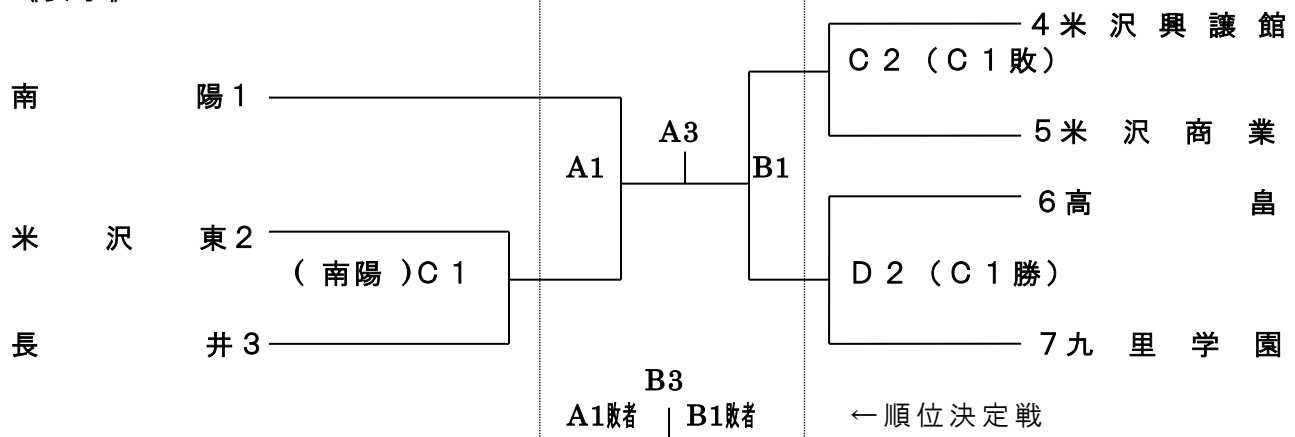 4米沢興譲館
C2（C1敗）
南陽1
A3
5米沢商業
A1
B1
6高畠
米沢東2
（南陽）C1
D2（C1勝）
長井3
7九里学園
B3
A1敗者
B1敗者
←順位決定戦